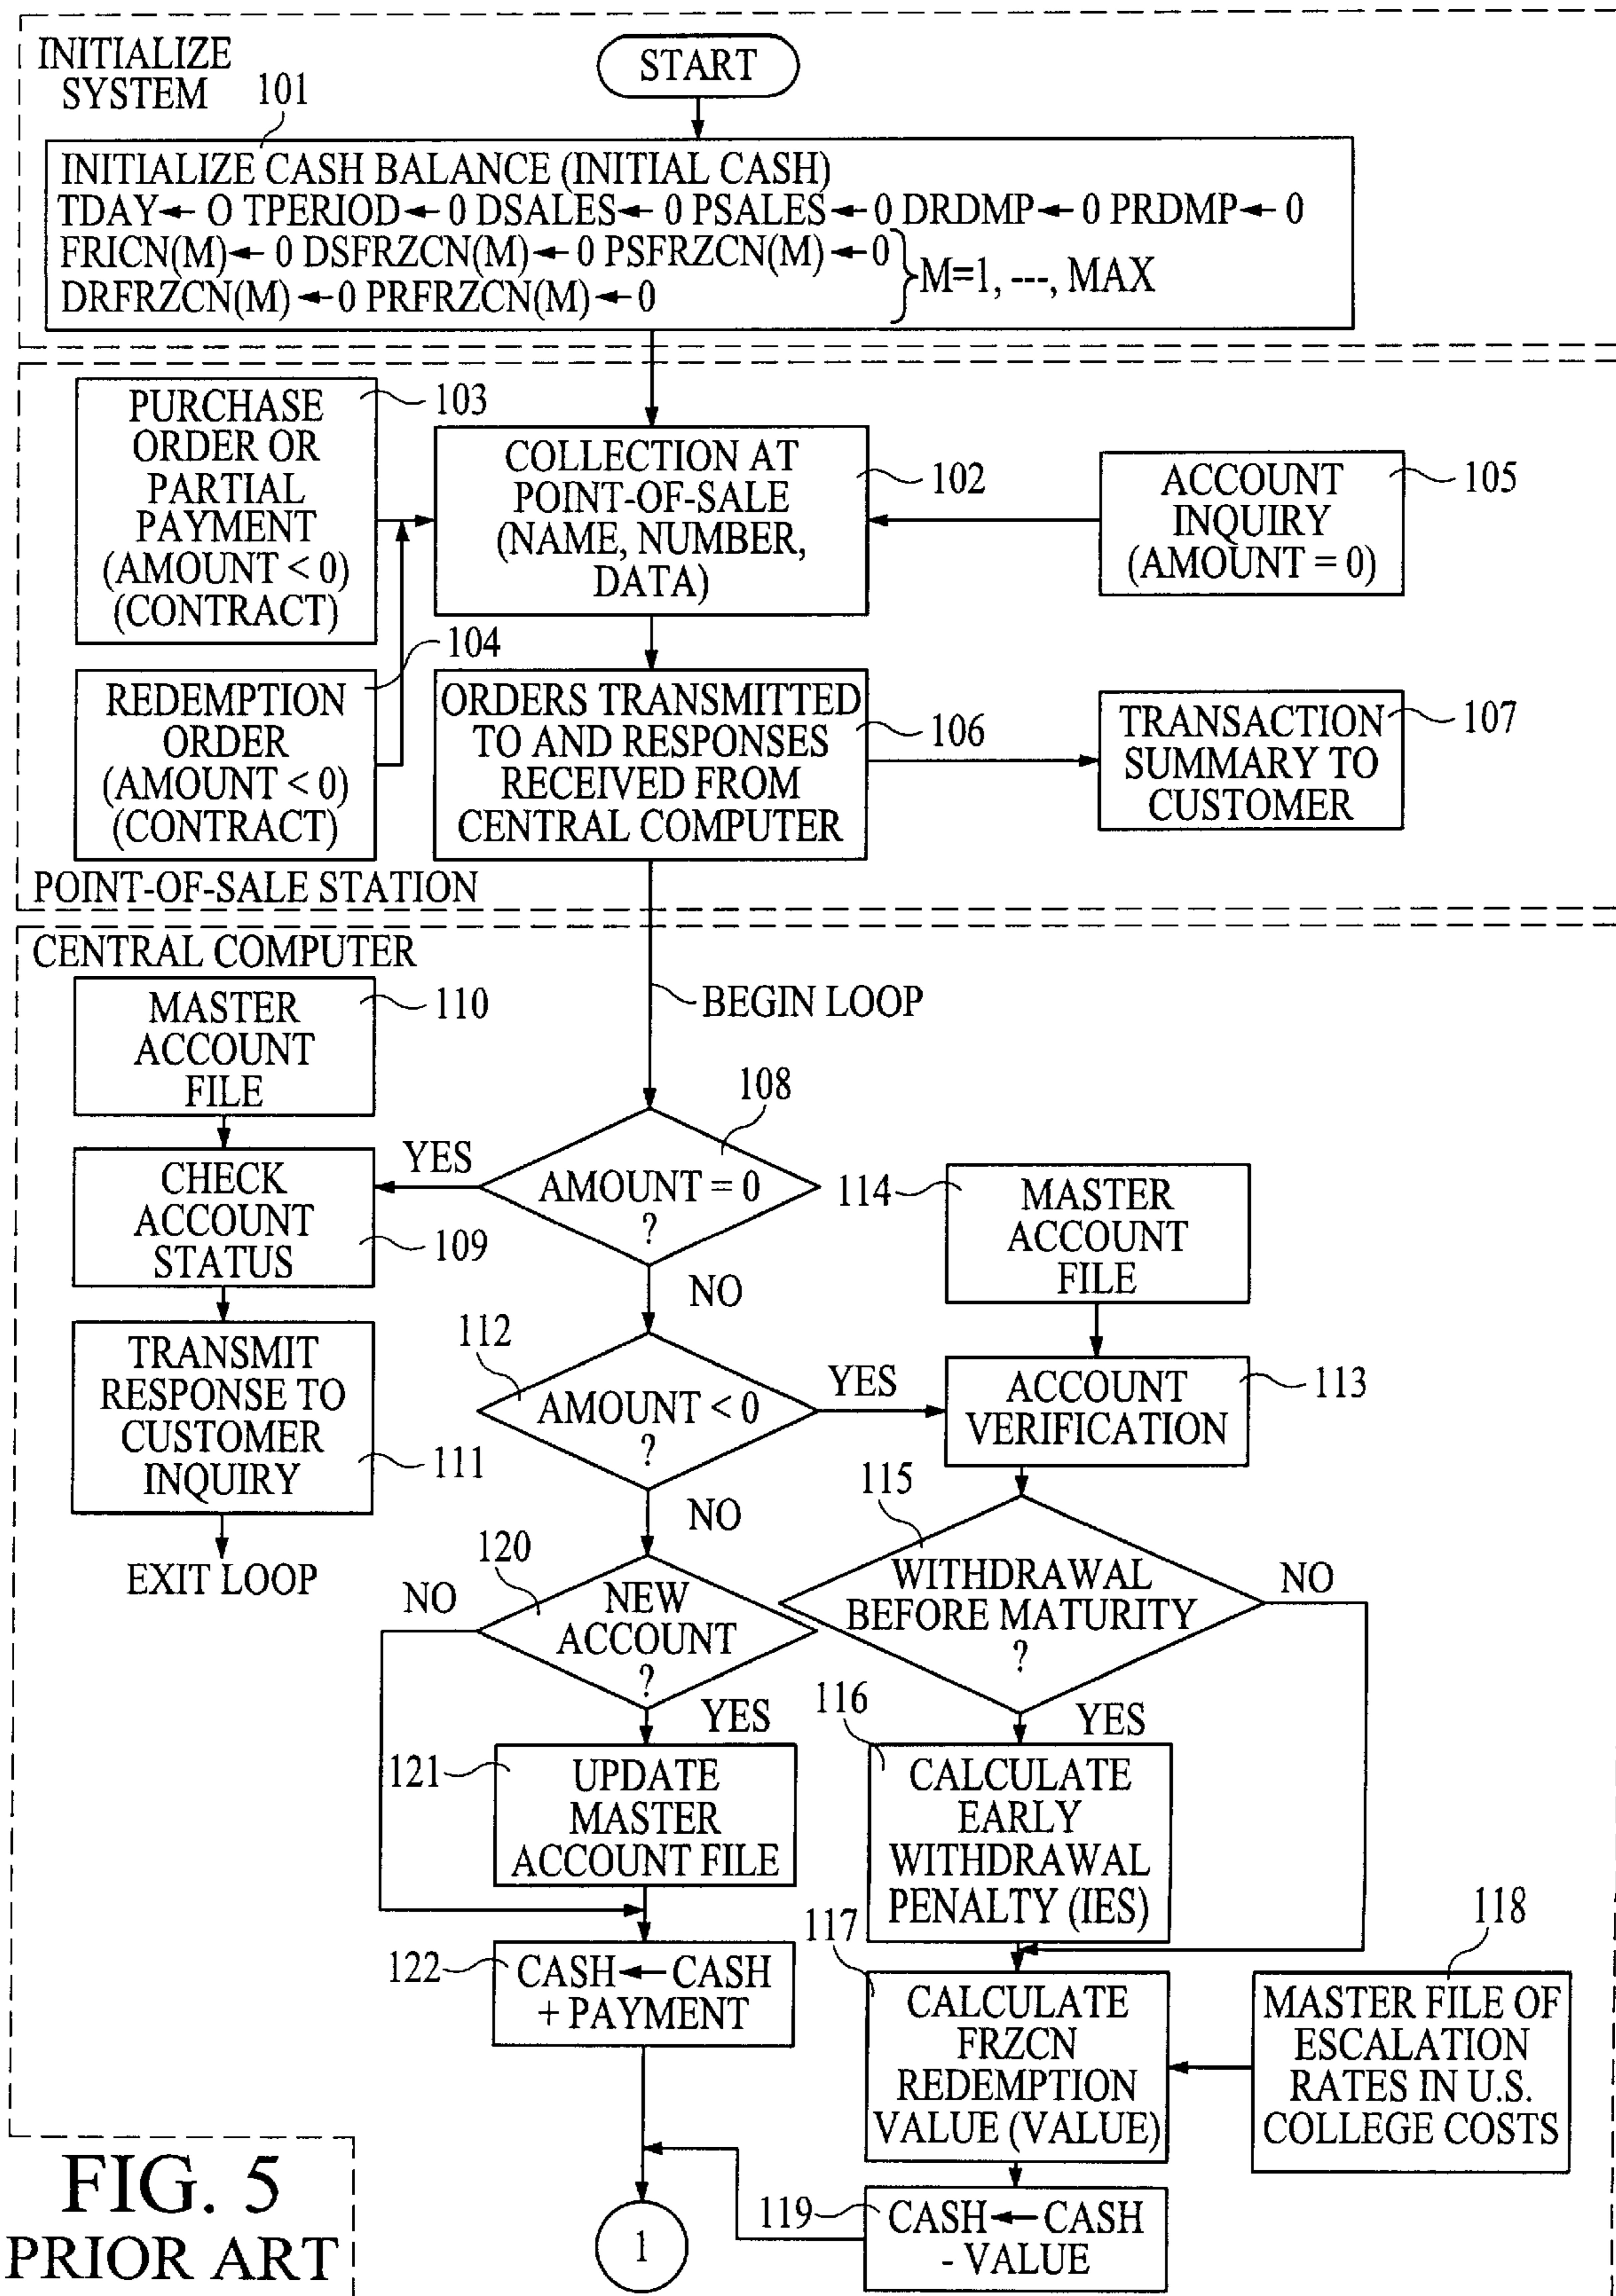 INITIALIZE
SYSTEM
101
START
INITIALIZE CASH BALANCE (INITIAL CASH)
TDAY← O TPERIOD← 0 DSALES← 0 PSALES← 0 DRDMP← 0 PRDMP← 0
FRICN(M)← 0 DSFRZCN(M)← 0 PSFRZCN(M)← 0
DRFRZCN(M)←0 PRFRZCN(M)←0
}M=1, ---, MAX
PURCHASE
ORDER OR
PARTIAL
PAYMENT
(AMOUNT < 0)
(CONTRACT)
103
COLLECTION AT
POINT-OF-SALE
(NAME, NUMBER,
DATA)
102
ACCOUNT
INQUIRY
(AMOUNT = 0)
105
REDEMPTION
ORDER
(AMOUNT < 0)
(CONTRACT)
104
ORDERS TRANSMITTED
TO AND RESPONSES
RECEIVED FROM
CENTRAL COMPUTER
106
TRANSACTION
SUMMARY TO
CUSTOMER
107
POINT-OF-SALE STATION
CENTRAL COMPUTER
MASTER
ACCOUNT
FILE
110
BEGIN LOOP
108
AMOUNT = 0
?
YES
NO
CHECK
ACCOUNT
STATUS
109
114
MASTER
ACCOUNT
FILE
TRANSMIT
RESPONSE TO
CUSTOMER
INQUIRY
111
EXIT LOOP
112
AMOUNT < 0
?
YES
NO
ACCOUNT
VERIFICATION
113
115
WITHDRAWAL
BEFORE MATURITY
?
NO
YES
120
NEW
ACCOUNT
?
NO
YES
121
UPDATE
MASTER
ACCOUNT FILE
116
CALCULATE
EARLY
WITHDRAWAL
PENALTY (IES)
122
CASH← CASH
+ PAYMENT
117
CALCULATE
FRZCN
REDEMPTION
VALUE (VALUE)
118
MASTER FILE OF
ESCALATION
RATES IN U.S.
COLLEGE COSTS
119
CASH← CASH
- VALUE
1
FIG. 5
PRIOR ART